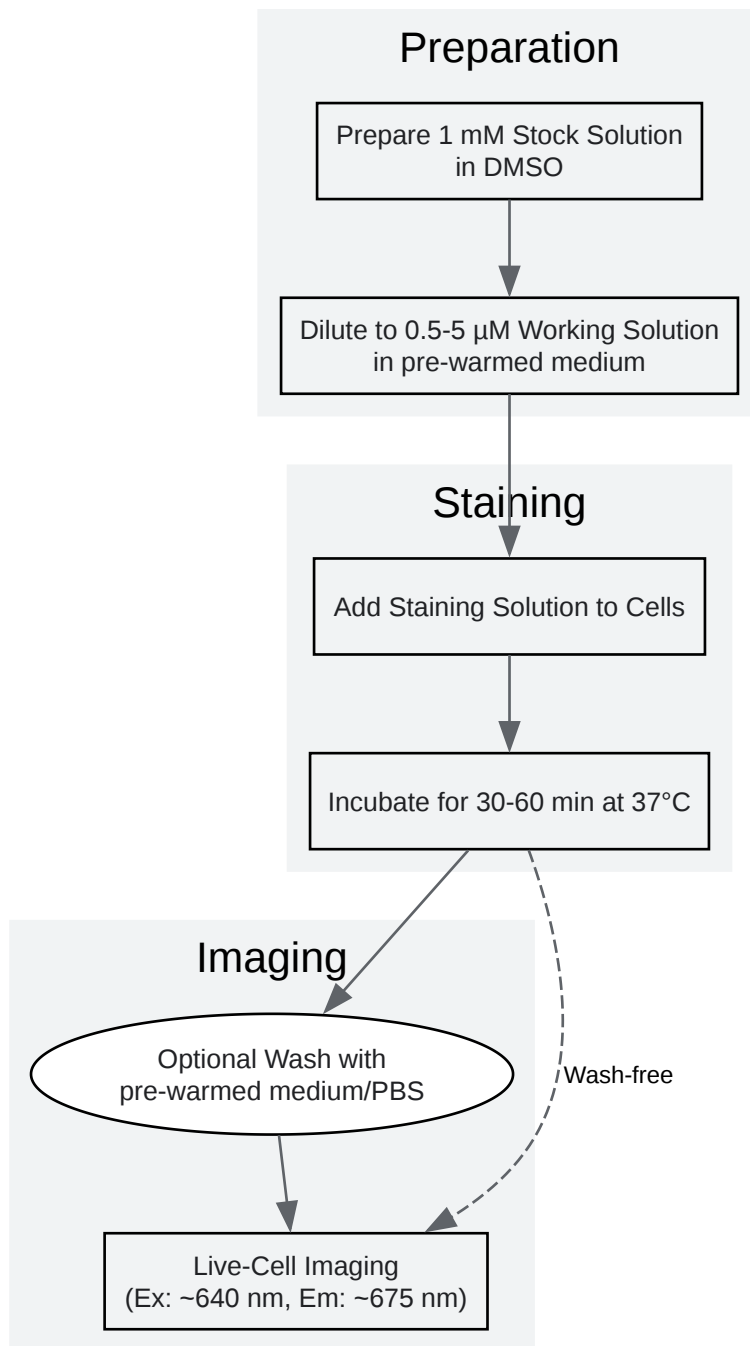 Preparation
Prepare 1 mM Stock Solution
in DMSO
Dilute to 0.5-5 µM Working Solution
in pre-warmed medium
Staining
Add Staining Solution to Cells
Incubate for 30-60 min at 37°C
Imaging
Optional Wash with
pre-warmed medium/PBS
Wash-free
Live-Cell Imaging
(Ex: ~640 nm, Em: ~675 nm)